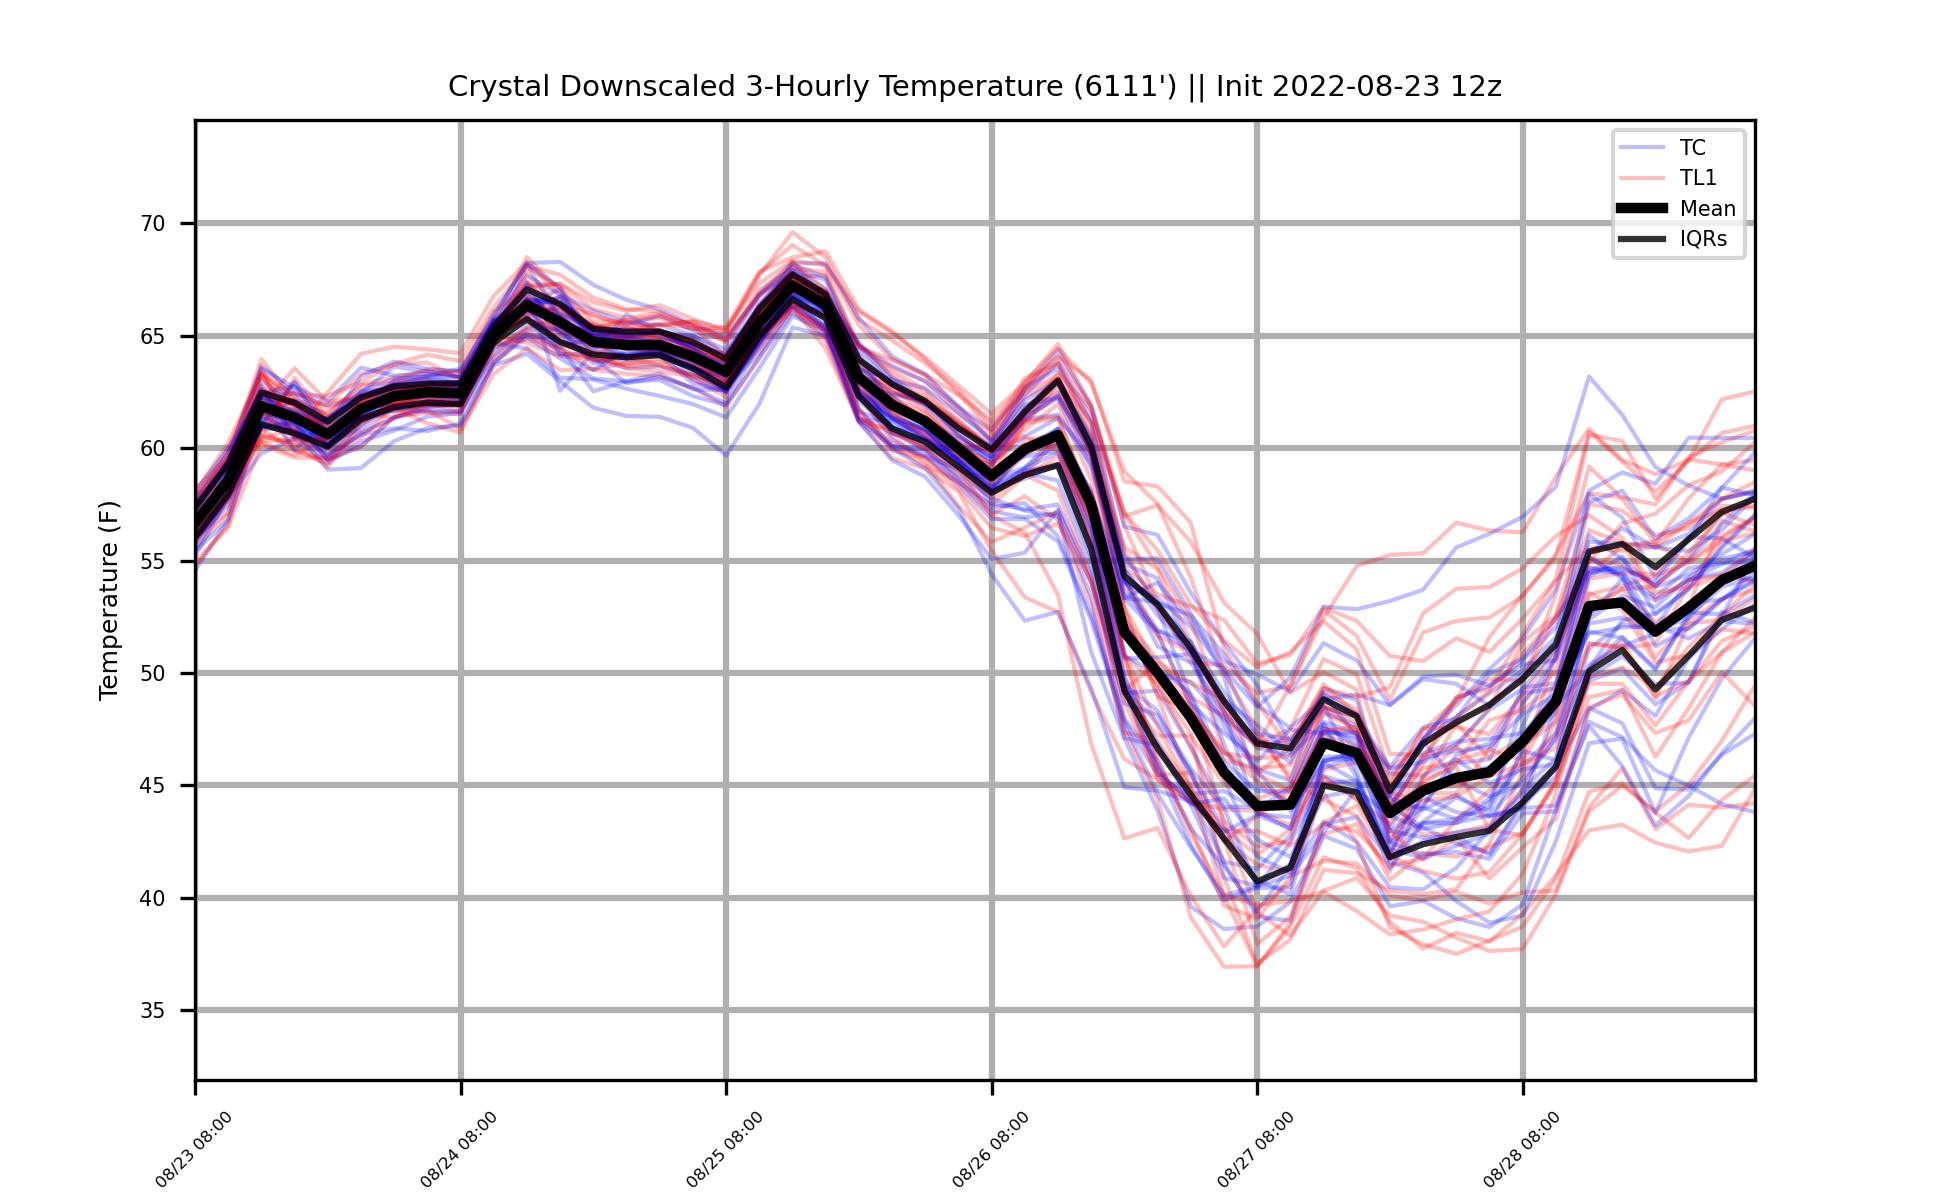 Crystal Downscaled 3-Hourly Temperature (6111') || Init 2022-08-23 12z
TC
TL1
Mean
IQRs
Temperature (F)
70
65
60
55
50
45
40
35
08/23 08:00
08/24 08:00
08/25 08:00
08/26 08:00
08/27 08:00
08/28 08:00